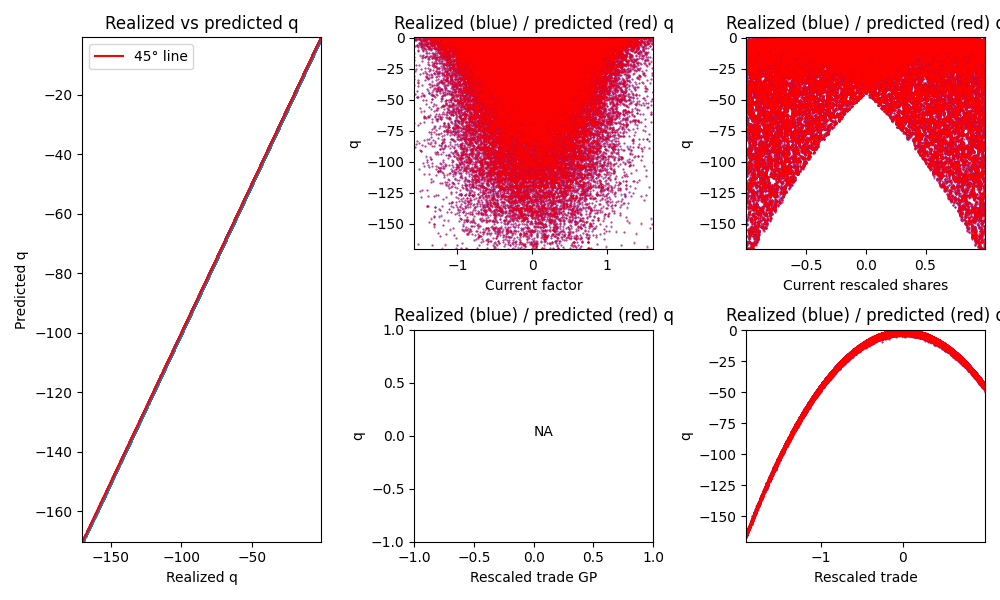 Realized vs predicted q
45° line
−20
−40
−60
−80
−100
−120
−140
−160
−150
−100
−50
Predicted q
Realized q
Realized (blue) / predicted (red) q
0
−25
−50
−75
−100
−125
−150
−1
0
1
q
Current factor
Realized (blue) / predicted (red) q
0
−25
−50
−75
−100
−125
−150
−0.5
0.0
0.5
q
Current rescaled shares
Realized (blue) / predicted (red) q
1.0
0.5
0.0
−0.5
−1.0
NA
−1.0
−0.5
0.0
0.5
1.0
q
Rescaled trade GP
Realized (blue) / predicted (red) q
0
−25
−50
−75
−100
−125
−150
−1
0
q
Rescaled trade